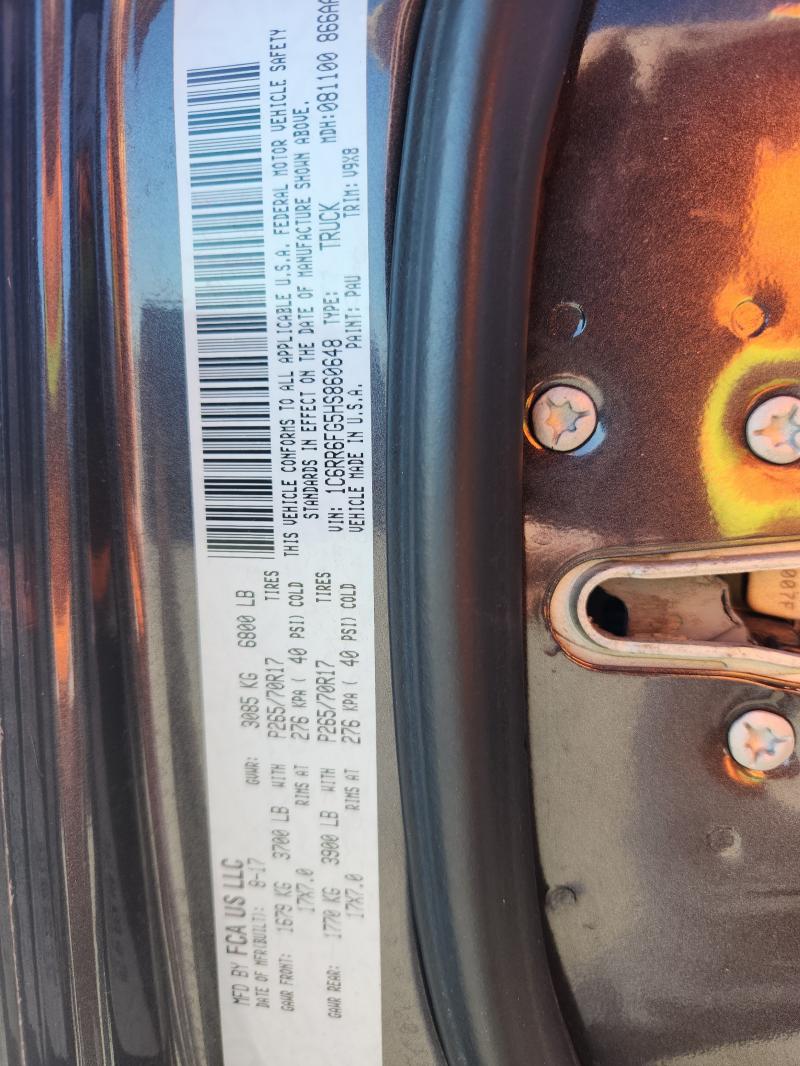 MFD BY FCA US LLC
DATE OF MFR(BUILT): 8-17 GVWR: 3085 KG 6800 LB
GAWR FRONT: 1679 KG 3700 LB WITH P265/70R17 TIRES
17X7.0 RIMS AT 276 KPA ( 40 PSI) COLD
GAWR REAR: 1770 KG 3900 LB WITH P265/70R17 TIRES
17X7.0 RIMS AT 276 KPA ( 40 PSI) COLD
THIS VEHICLE CONFORMS TO ALL APPLICABLE U.S.A. FEDERAL MOTOR VEHICLE SAFETY
STANDARDS IN EFFECT ON THE DATE OF MANUFACTURE SHOWN ABOVE.
VIN: 1C6RR6FG5HS860648 TYPE: TRUCK MDH: 081100 866AA
VEHICLE MADE IN U.S.A. PAINT: PAU TRIM: V9X8
007F